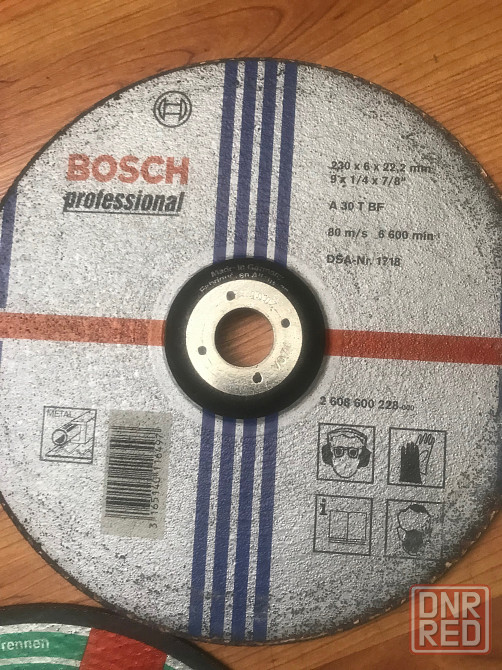 BOSCH
professional
230 x 6 x 22,2 mm
9 x 1/4 x 7/8"
A 30 T BF
80 m/s 6 600 min
DSA-Nr. 1718
Made in Germany
2 608 600 228
METAL
i
rennen
DNR
RED